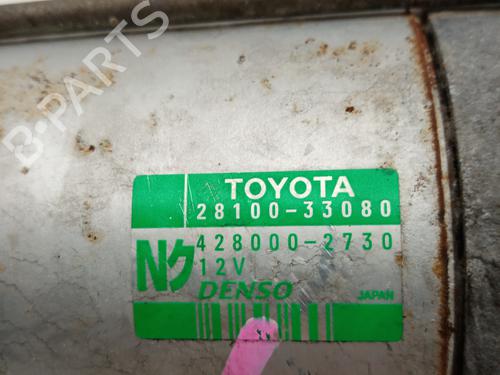 B-PARTS
TOYOTA
28100-33080
Nク
428000-2730
12V
DENSO
JAPAN